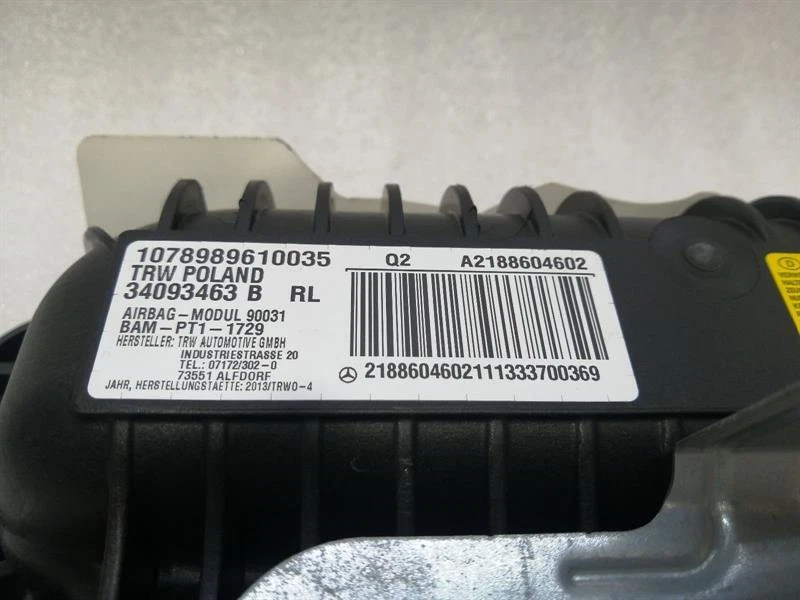 1078989610035 Q2 A2188604602
TRW POLAND
34093463 B RL
AIRBAG-MODUL 90031
BAM-PT1-1729
HERSTELLER: TRW AUTOMOTIVE GMBH
INDUSTRIESTRASSE 20
TEL.: 07172/302-0
73551 ALFDORF
JAHR, HERSTELLUNGSTAETTE: 2013/TRWO-4
2188604602111333700369
D